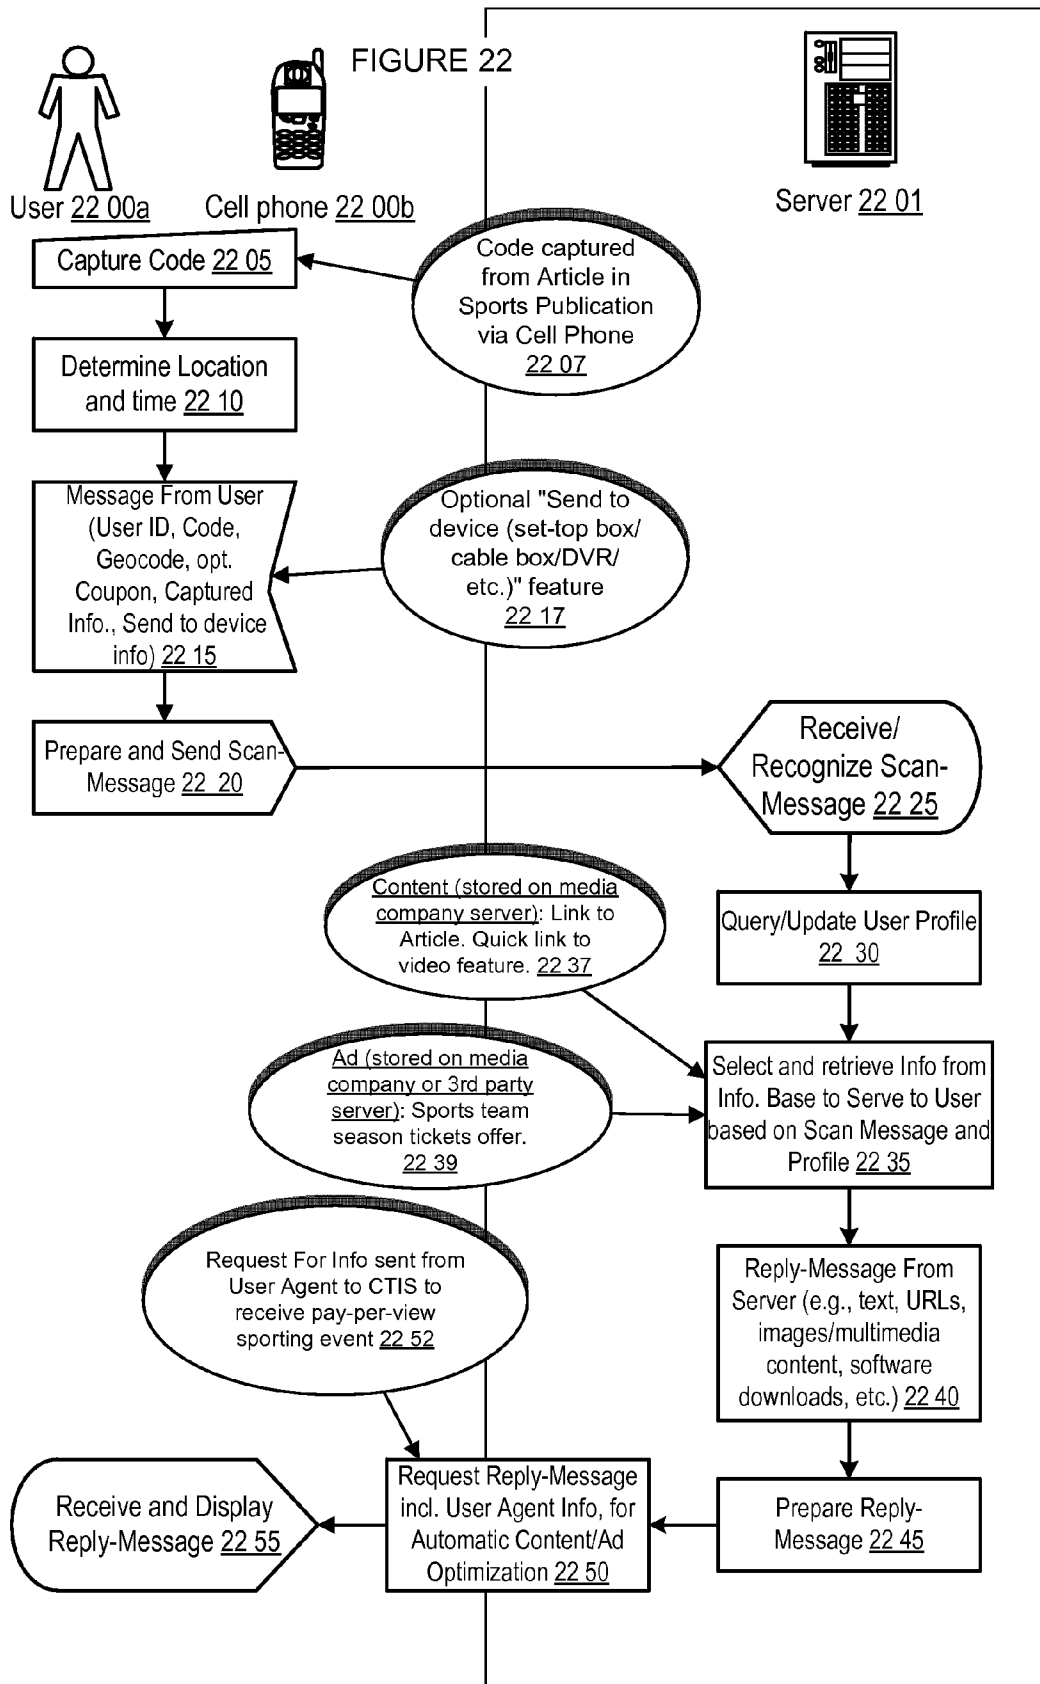 FIGURE 22
User 22 00a
Cell phone 22 00b
Server 22 01
Capture Code 22 05
Code captured
from Article in
Sports Publication
via Cell Phone
22 07
Determine Location
and time 22 10
Message From User
(User ID, Code,
Geocode, opt.
Coupon, Captured
Info., Send to device
info) 22 15
Optional "Send to
device (set-top box/
cable box/DVR/
etc.)" feature
22 17
Prepare and Send Scan-
Message 22 20
Receive/
Recognize Scan-
Message 22 25
Content (stored on media
company server): Link to
Article. Quick link to
video feature. 22 37
Query/Update User Profile
22 30
Ad (stored on media
company or 3rd party
server): Sports team
season tickets offer.
22 39
Select and retrieve Info from
Info. Base to Serve to User
based on Scan Message and
Profile 22 35
Request For Info sent from
User Agent to CTIS to
receive pay-per-view
sporting event 22 52
Reply-Message From
Server (e.g., text, URLs,
images/multimedia
content, software
downloads, etc.) 22 40
Receive and Display
Reply-Message 22 55
Request Reply-Message
incl. User Agent Info, for
Automatic Content/Ad
Optimization 22 50
Prepare Reply-
Message 22 45